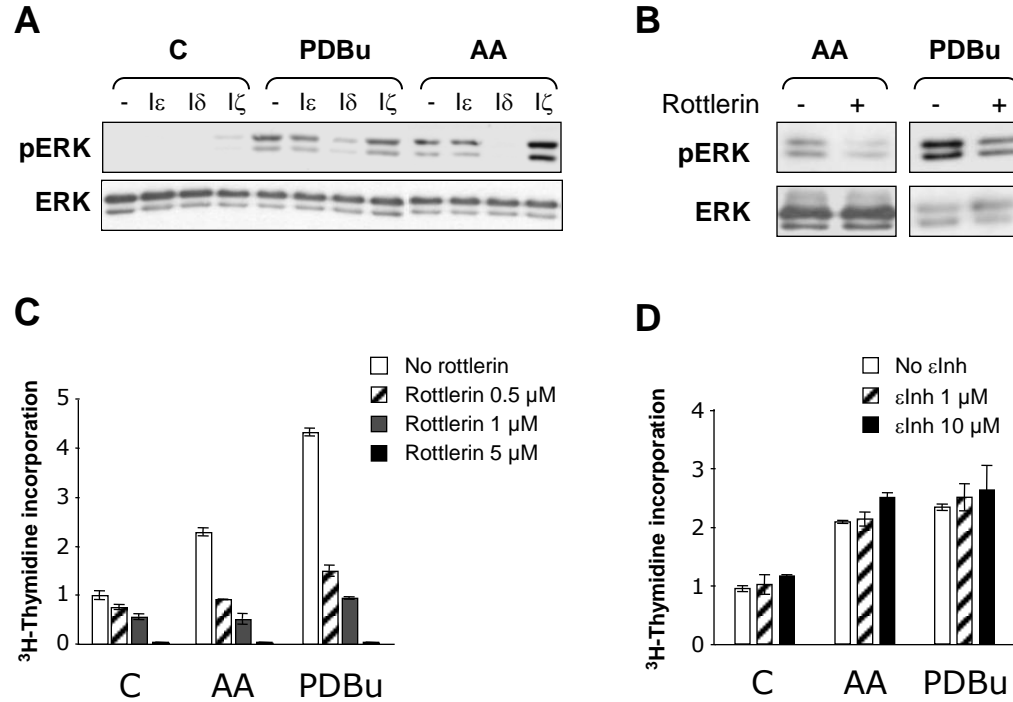 A
C PDBu AA
- Iε Iδ Iζ - Iε Iδ Iζ - Iε Iδ Iζ
pERK
ERK
B
AA PDBu
Rottlerin - + - +
pERK
ERK
C
No rottlerin
Rottlerin 0.5 μM
Rottlerin 1 μM
Rottlerin 5 μM
³H-Thymidine incorporation
5
4
3
2
1
0
C AA PDBu
D
No εInh
εInh 1 μM
εInh 10 μM
³H-Thymidine incorporation
4
3
2
1
0
C AA PDBu